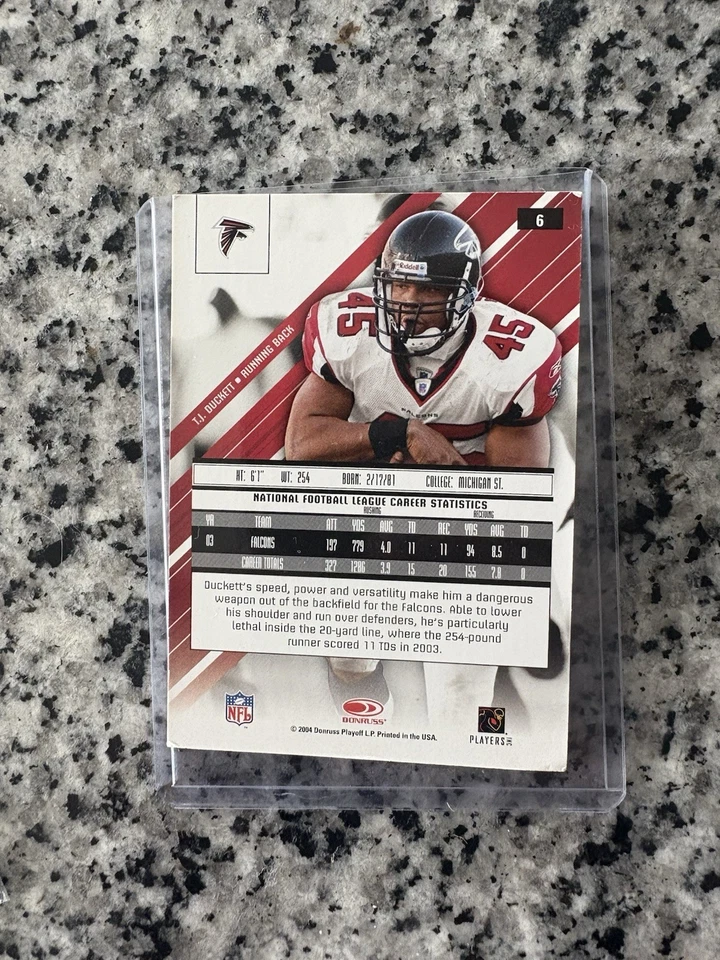 6
Riddell
45
45
FALCONS
T.J. DUCKETT • RUNNING BACK
HT: 6'1" WT: 254 BORN: 2/17/81 COLLEGE: MICHIGAN ST.
NATIONAL FOOTBALL LEAGUE CAREER STATISTICS
RUSHING RECEIVING
YR TEAM ATT YDS AVG TD REC YDS AVG TD
03 FALCONS 197 779 4.0 11 11 94 8.5 0
CAREER TOTALS 327 1286 3.9 15 20 155 7.8 0
Duckett's speed, power and versatility make him a dangerous
weapon out of the backfield for the Falcons. Able to lower
his shoulder and run over defenders, he's particularly
lethal inside the 20-yard line, where the 254-pound
runner scored 11 TDs in 2003.
NFL
DONRUSS
PLAYERS INC
© 2004 Donruss Playoff L.P. Printed in the USA.